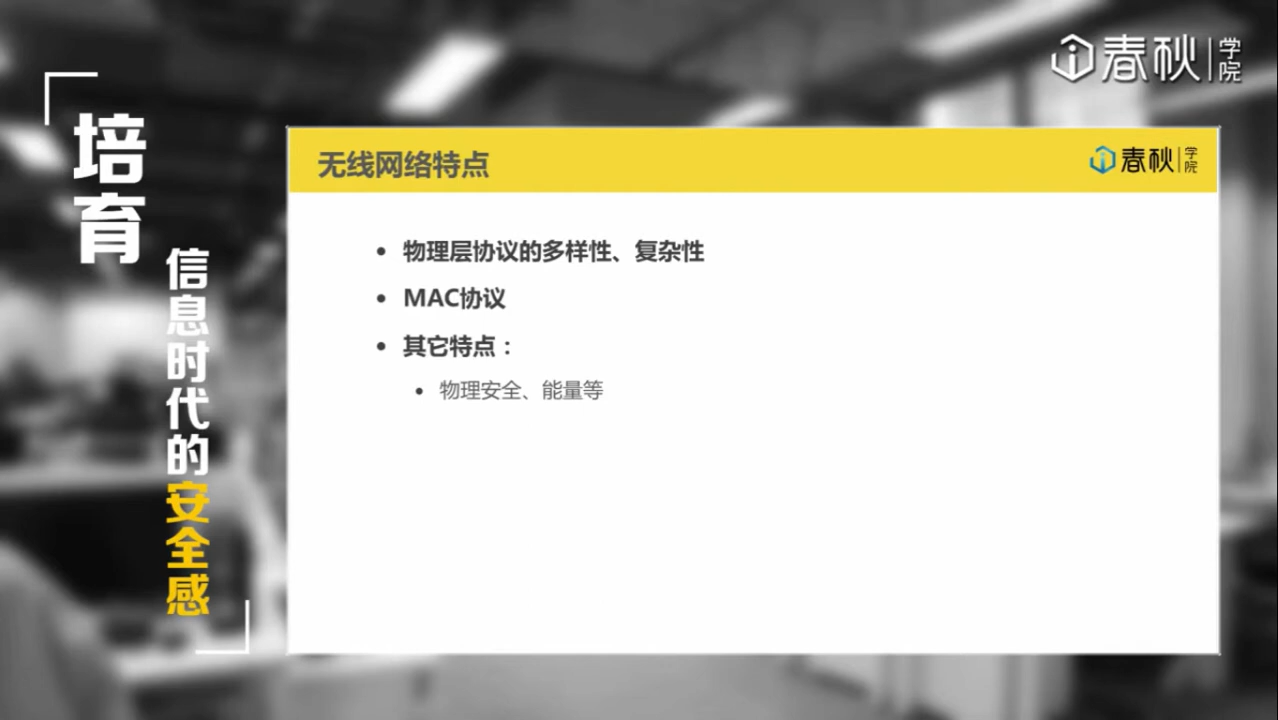 春秋学院
培育
信息时代的安全感
无线网络特点
春秋学院
• 物理层协议的多样性、复杂性
• MAC协议
• 其它特点：
• 物理安全、能量等